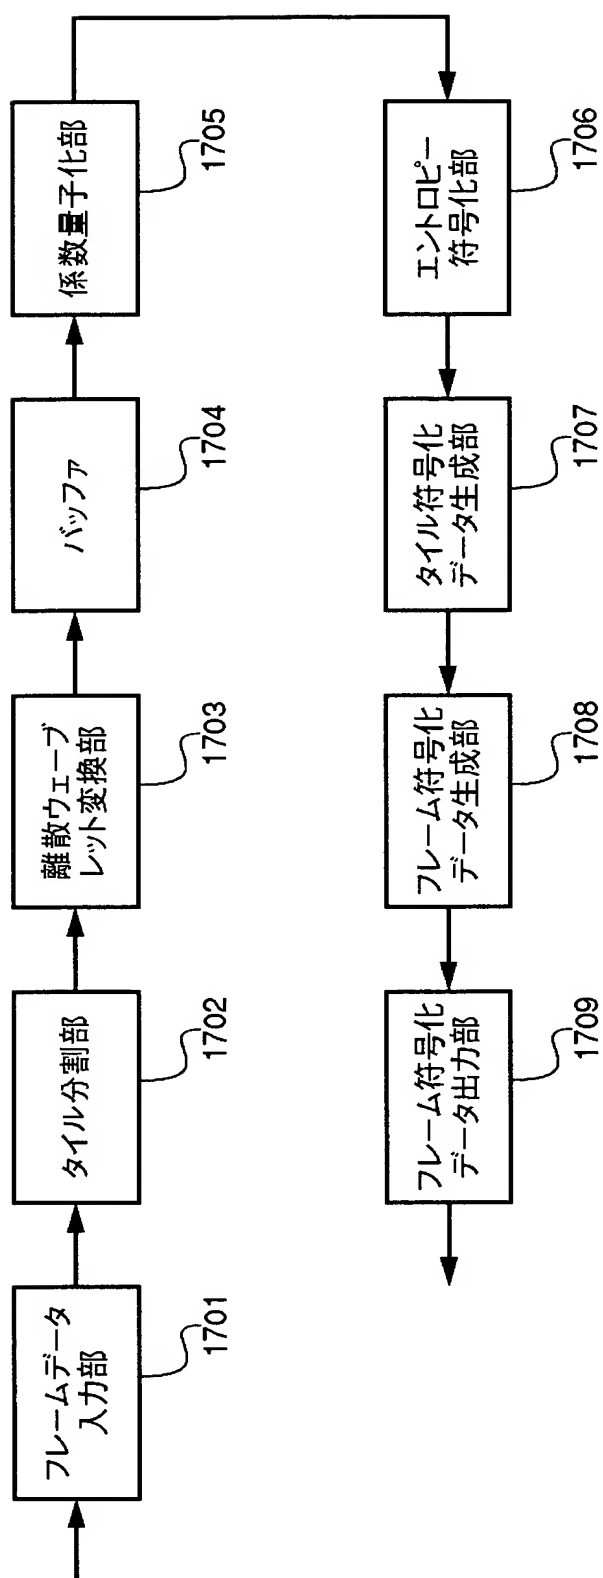 フレームデータ
入力部
1701
タイル分割部
1702
離散ウェーブ
レット変換部
1703
バッファ
1704
係数量子化部
1705
エントロピー
符号化部
1706
タイル符号化
データ生成部
1707
フレーム符号化
データ生成部
1708
フレーム符号化
データ出力部
1709